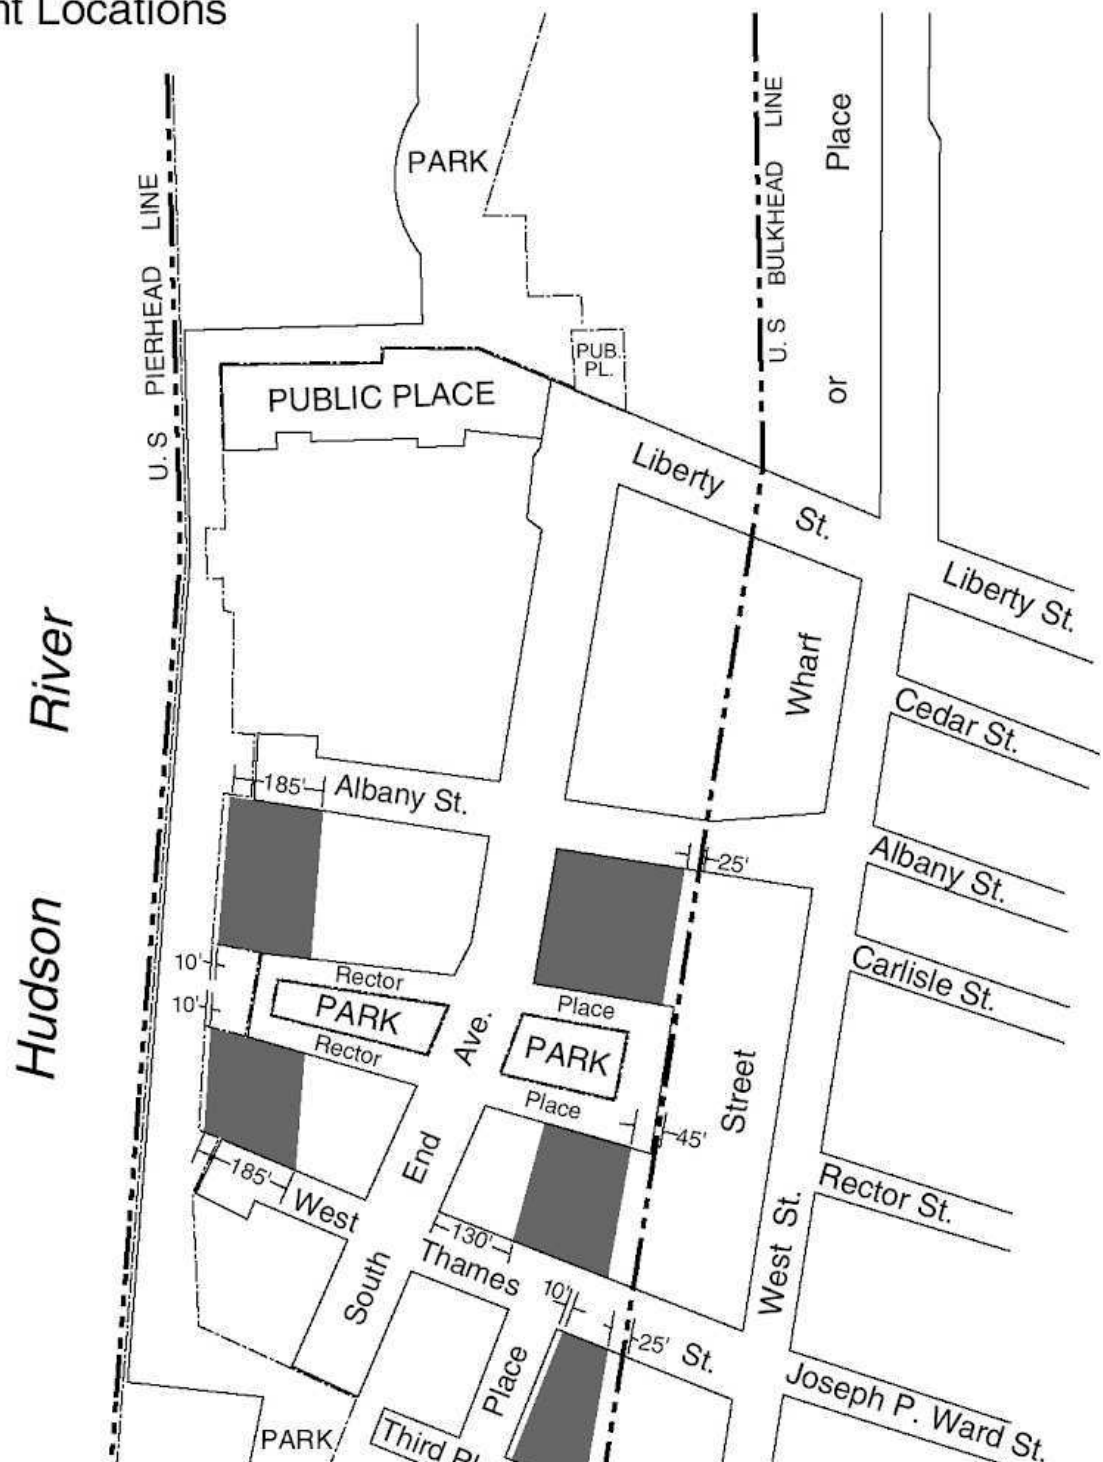 nt Locations
PARK
U.S PIERHEAD LINE
U.S BULKHEAD LINE
Place
or
PUB.
PL.
PUBLIC PLACE
Liberty
St.
Liberty St.
Wharf
Cedar St.
River
185'
Albany St.
25'
Albany St.
Hudson
Carlisle St.
10'
Rector
Place
10'
PARK
Ave.
PARK
Rector
Place
Street
45'
185'
End
Rector St.
West
130'
West St.
Thames
South
10'
25'
St.
Place
Joseph P. Ward St.
PARK
Third